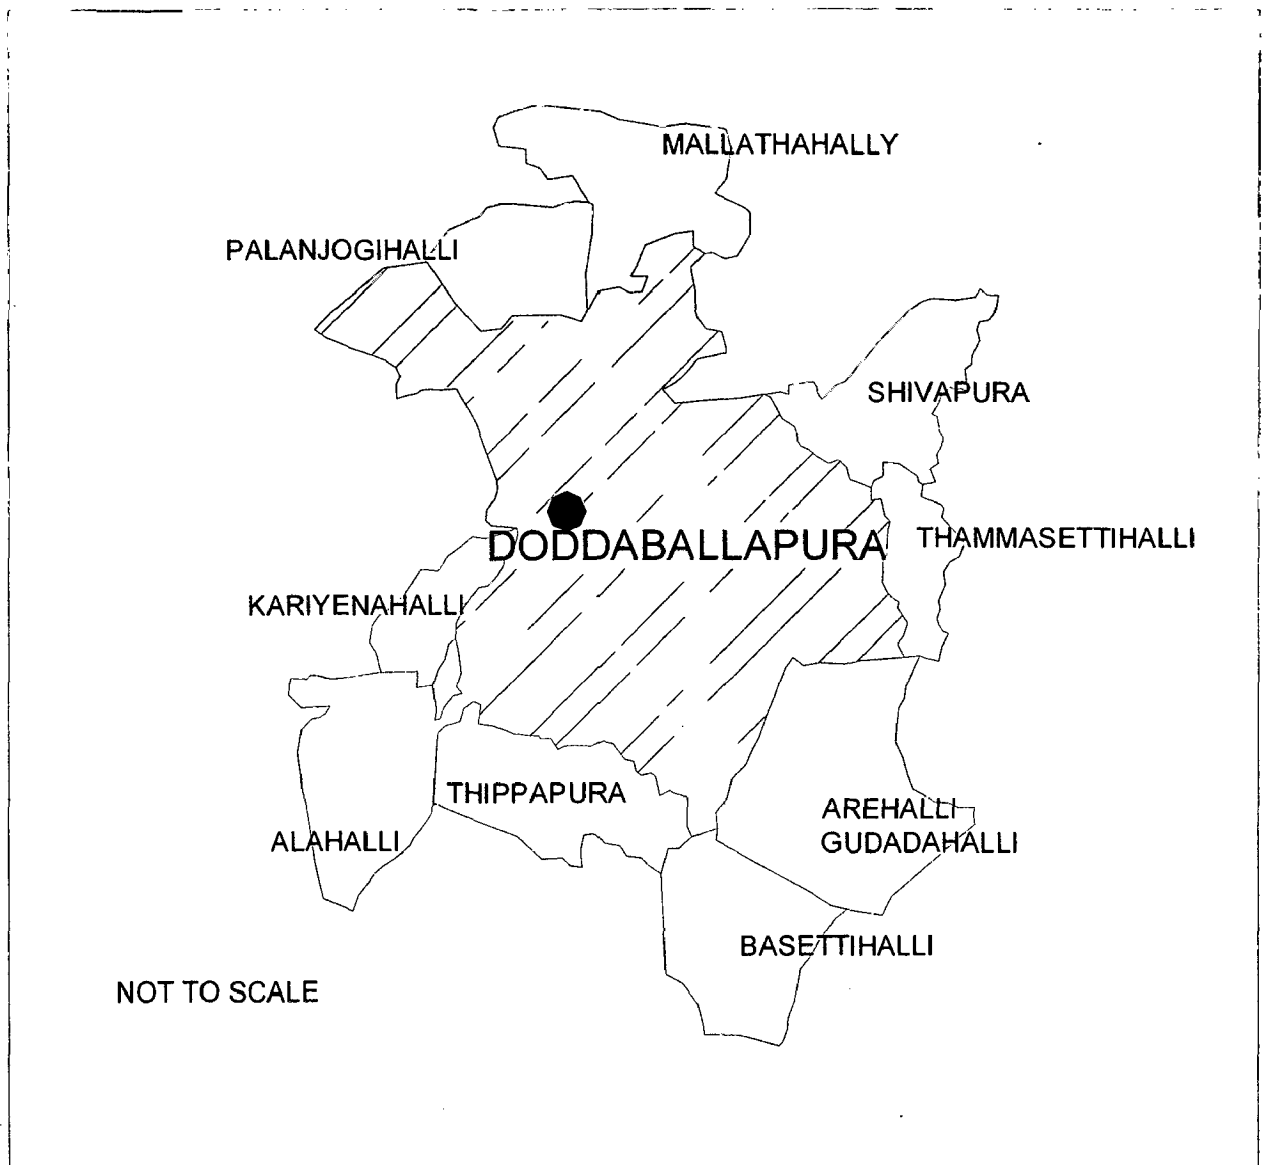 MALLATHAHALLY
PALANJOGIHALLI
SHIVAPURA
THAMMASETTIHALLI
DODDABALLAPURA
KARIYENAHALLI
THIPPAPURA
AREHALLI
GUDADAHALLI
ALAHALLI
BASETTIHALLI
NOT TO SCALE